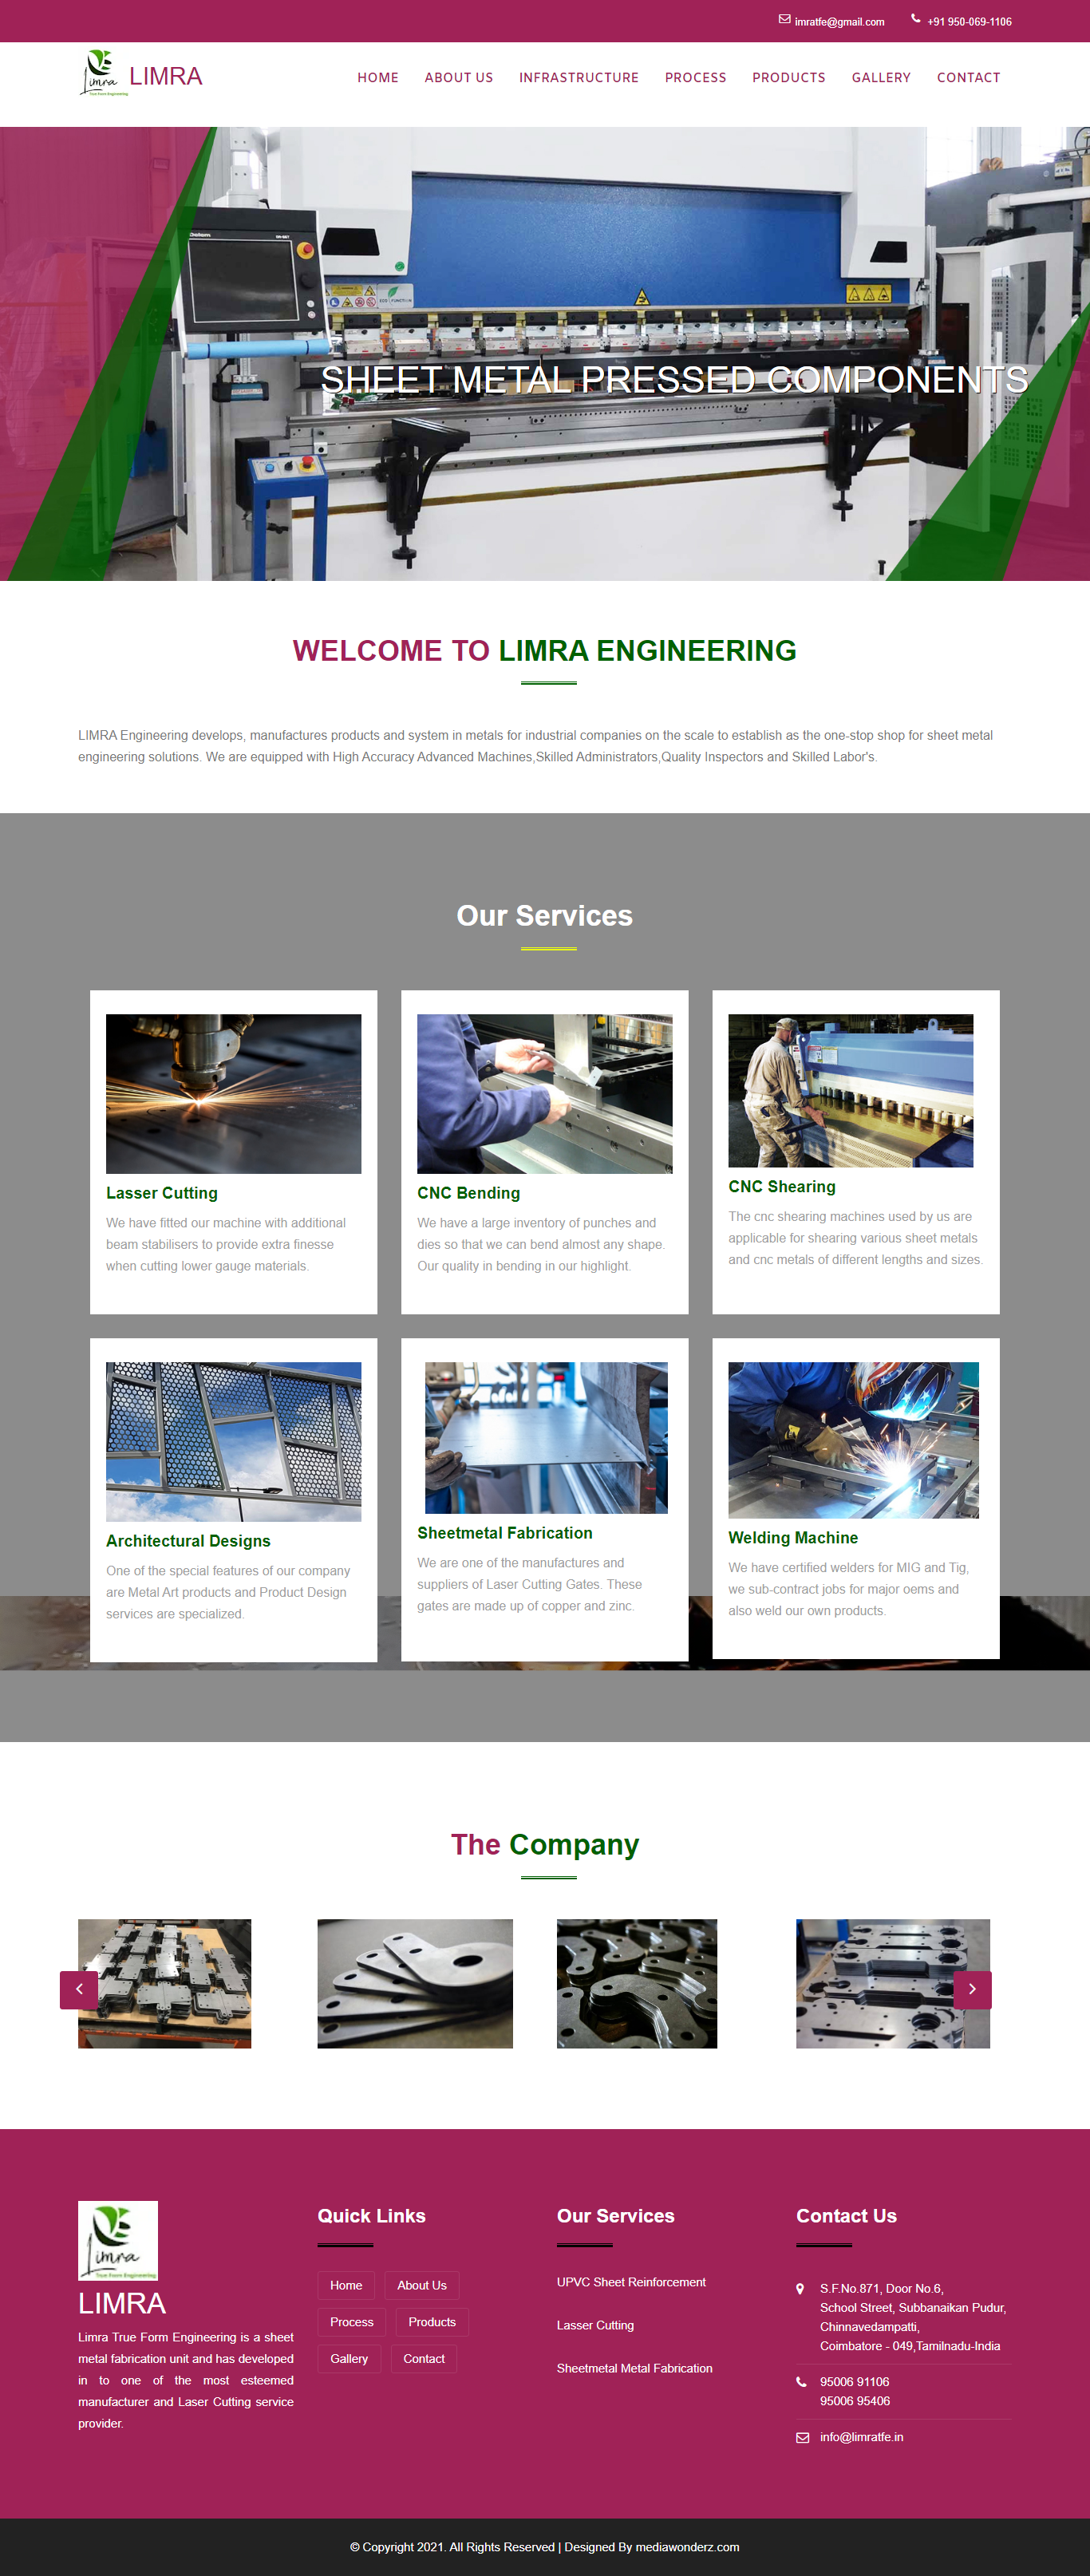 imratfe@gmail.com
+91 950-069-1106
LIMRA
HOME
ABOUT US
INFRASTRUCTURE
PROCESS
PRODUCTS
GALLERY
CONTACT
SHEET METAL PRESSED COMPONENTS
WELCOME TO LIMRA ENGINEERING
LIMRA Engineering develops, manufactures products and system in metals for industrial companies on the scale to establish as the one-stop shop for sheet metal
engineering solutions. We are equipped with High Accuracy Advanced Machines,Skilled Administrators,Quality Inspectors and Skilled Labor's.
Our Services
Lasser Cutting
We have fitted our machine with additional
beam stabilisers to provide extra finesse
when cutting lower gauge materials.
CNC Bending
We have a large inventory of punches and
dies so that we can bend almost any shape.
Our quality in bending in our highlight.
CNC Shearing
The cnc shearing machines used by us are
applicable for shearing various sheet metals
and cnc metals of different lengths and sizes.
Architectural Designs
One of the special features of our company
are Metal Art products and Product Design
services are specialized.
Sheetmetal Fabrication
We are one of the manufactures and
suppliers of Laser Cutting Gates. These
gates are made up of copper and zinc.
Welding Machine
We have certified welders for MIG and Tig,
we sub-contract jobs for major oems and
also weld our own products.
The Company
Limra
True Form Engineering
LIMRA
Limra True Form Engineering is a sheet
metal fabrication unit and has developed
in to one of the most esteemed
manufacturer and Laser Cutting service
provider.
Quick Links
Home
About Us
Process
Products
Gallery
Contact
Our Services
UPVC Sheet Reinforcement
Lasser Cutting
Sheetmetal Metal Fabrication
Contact Us
S.F.No.871, Door No.6,
School Street, Subbanaikan Pudur,
Chinnavedampatti,
Coimbatore - 049,Tamilnadu-India
95006 91106
95006 95406
info@limratfe.in
© Copyright 2021. All Rights Reserved | Designed By mediawonderz.com